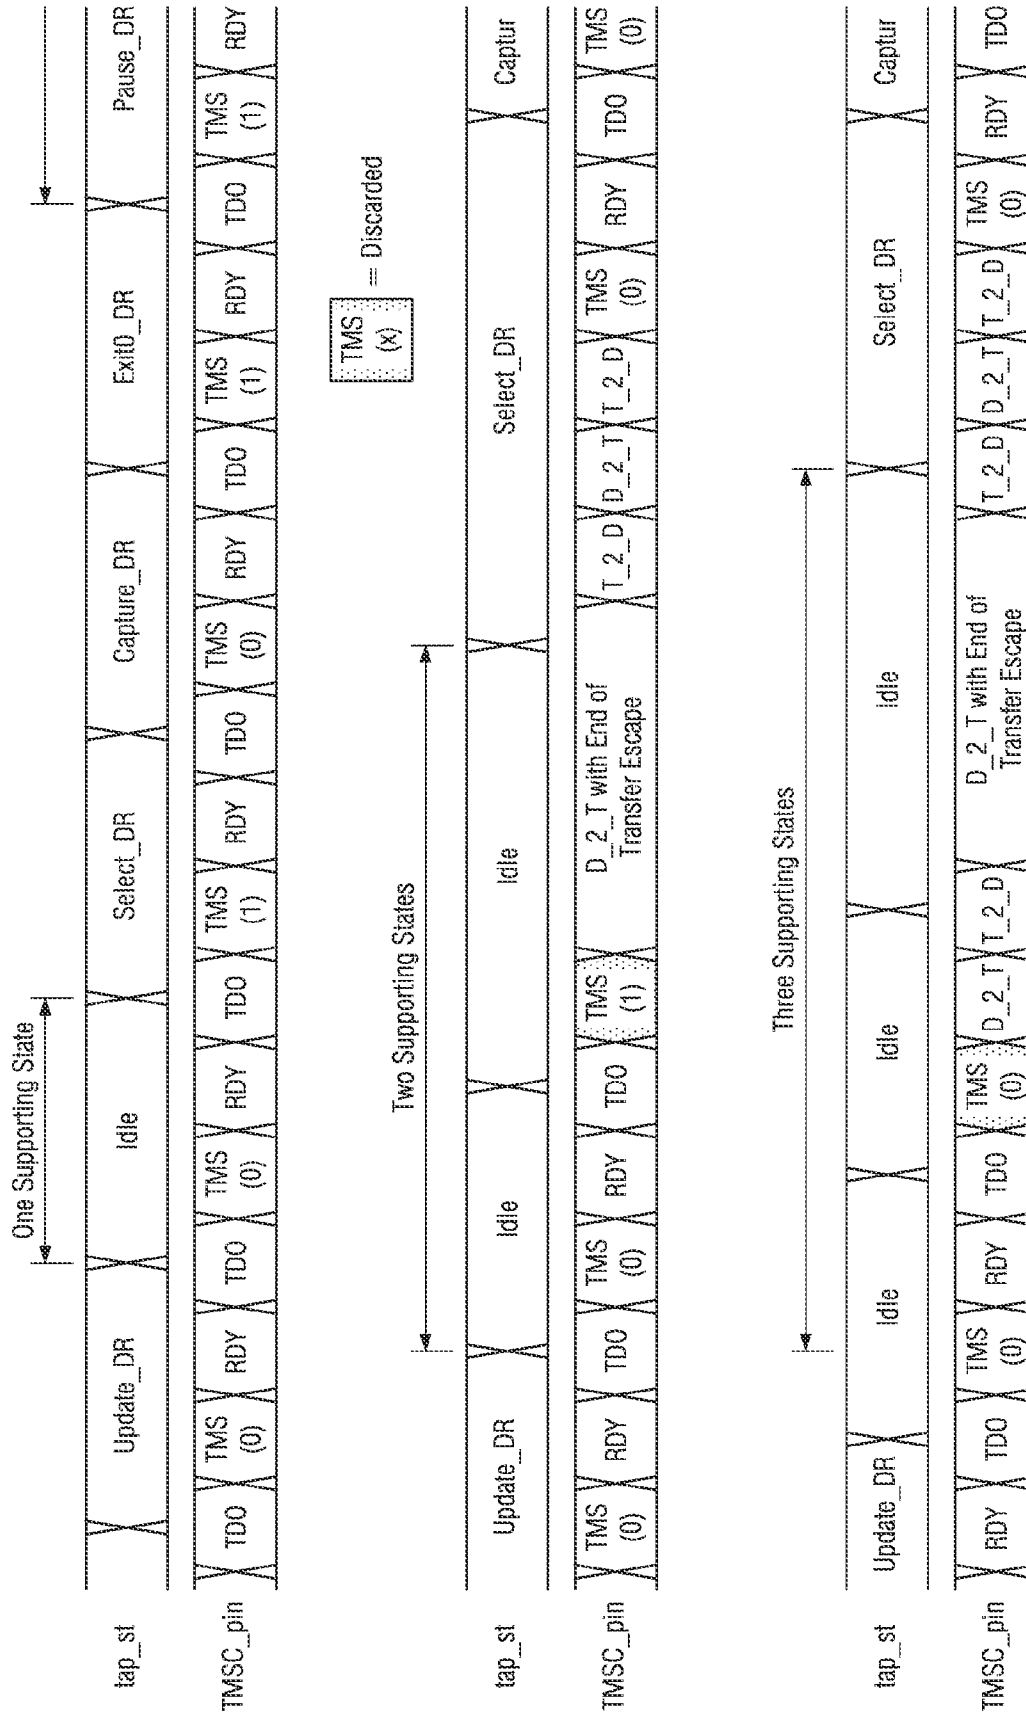 One Supporting State
tap_st Update_DR Idle Select_DR Capture_DR Exit0_DR Pause_DR
TMSC_pin TDO TMS (0) RDY TDO TMS (0) RDY TDO TMS (1) RDY TDO TMS (0) RDY TDO TMS (1) RDY TDO TMS (1) RDY
TMS (x) = Discarded
Two Supporting States
tap_st Update_DR Idle Idle Select_DR Captur
TMSC_pin TMS (0) RDY TDO TMS (0) RDY TDO TMS (1) D_2_T with End of Transfer Escape T_2_D D_2_T T_2_D TMS (0) RDY TDO TMS (0)
Three Supporting States
tap_st Update_DR Idle Idle Idle Select_DR Captur
TMSC_pin RDY TDO TMS (0) RDY TDO TMS (0) D_2_T T_2_D D_2_T with End of Transfer Escape T_2_D D_2_T T_2_D TMS (0) RDY TDO